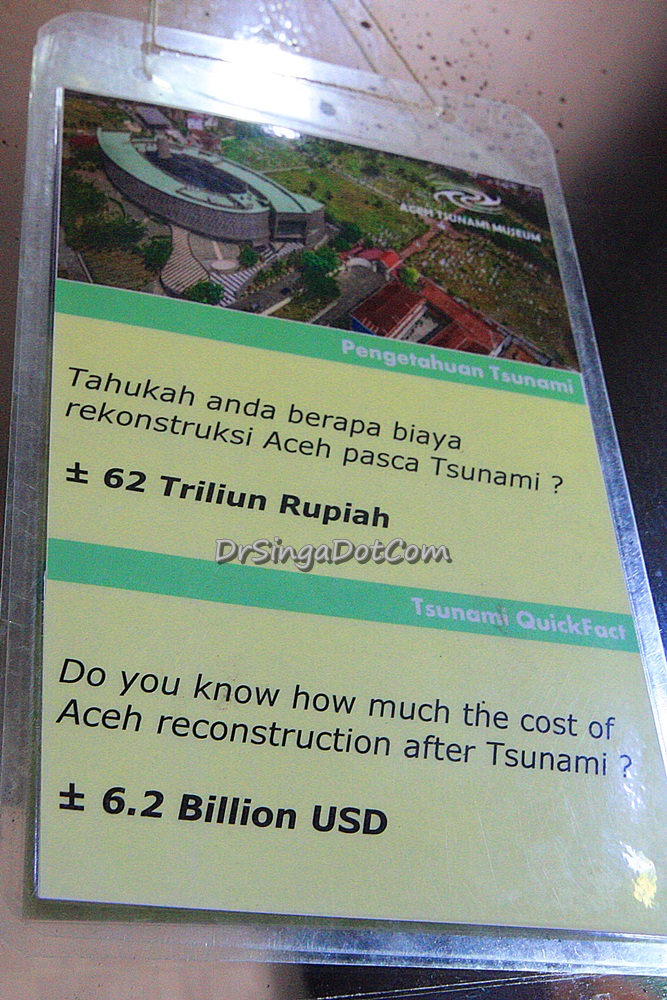 ACEH TSUNAMI MUSEUM
Pengetahuan Tsunami
Tahukah anda berapa biaya
rekonstruksi Aceh pasca Tsunami ?
± 62 Triliun Rupiah
DrSingaDotCom
Tsunami QuickFact
Do you know how much the cost of
Aceh reconstruction after Tsunami ?
± 6.2 Billion USD